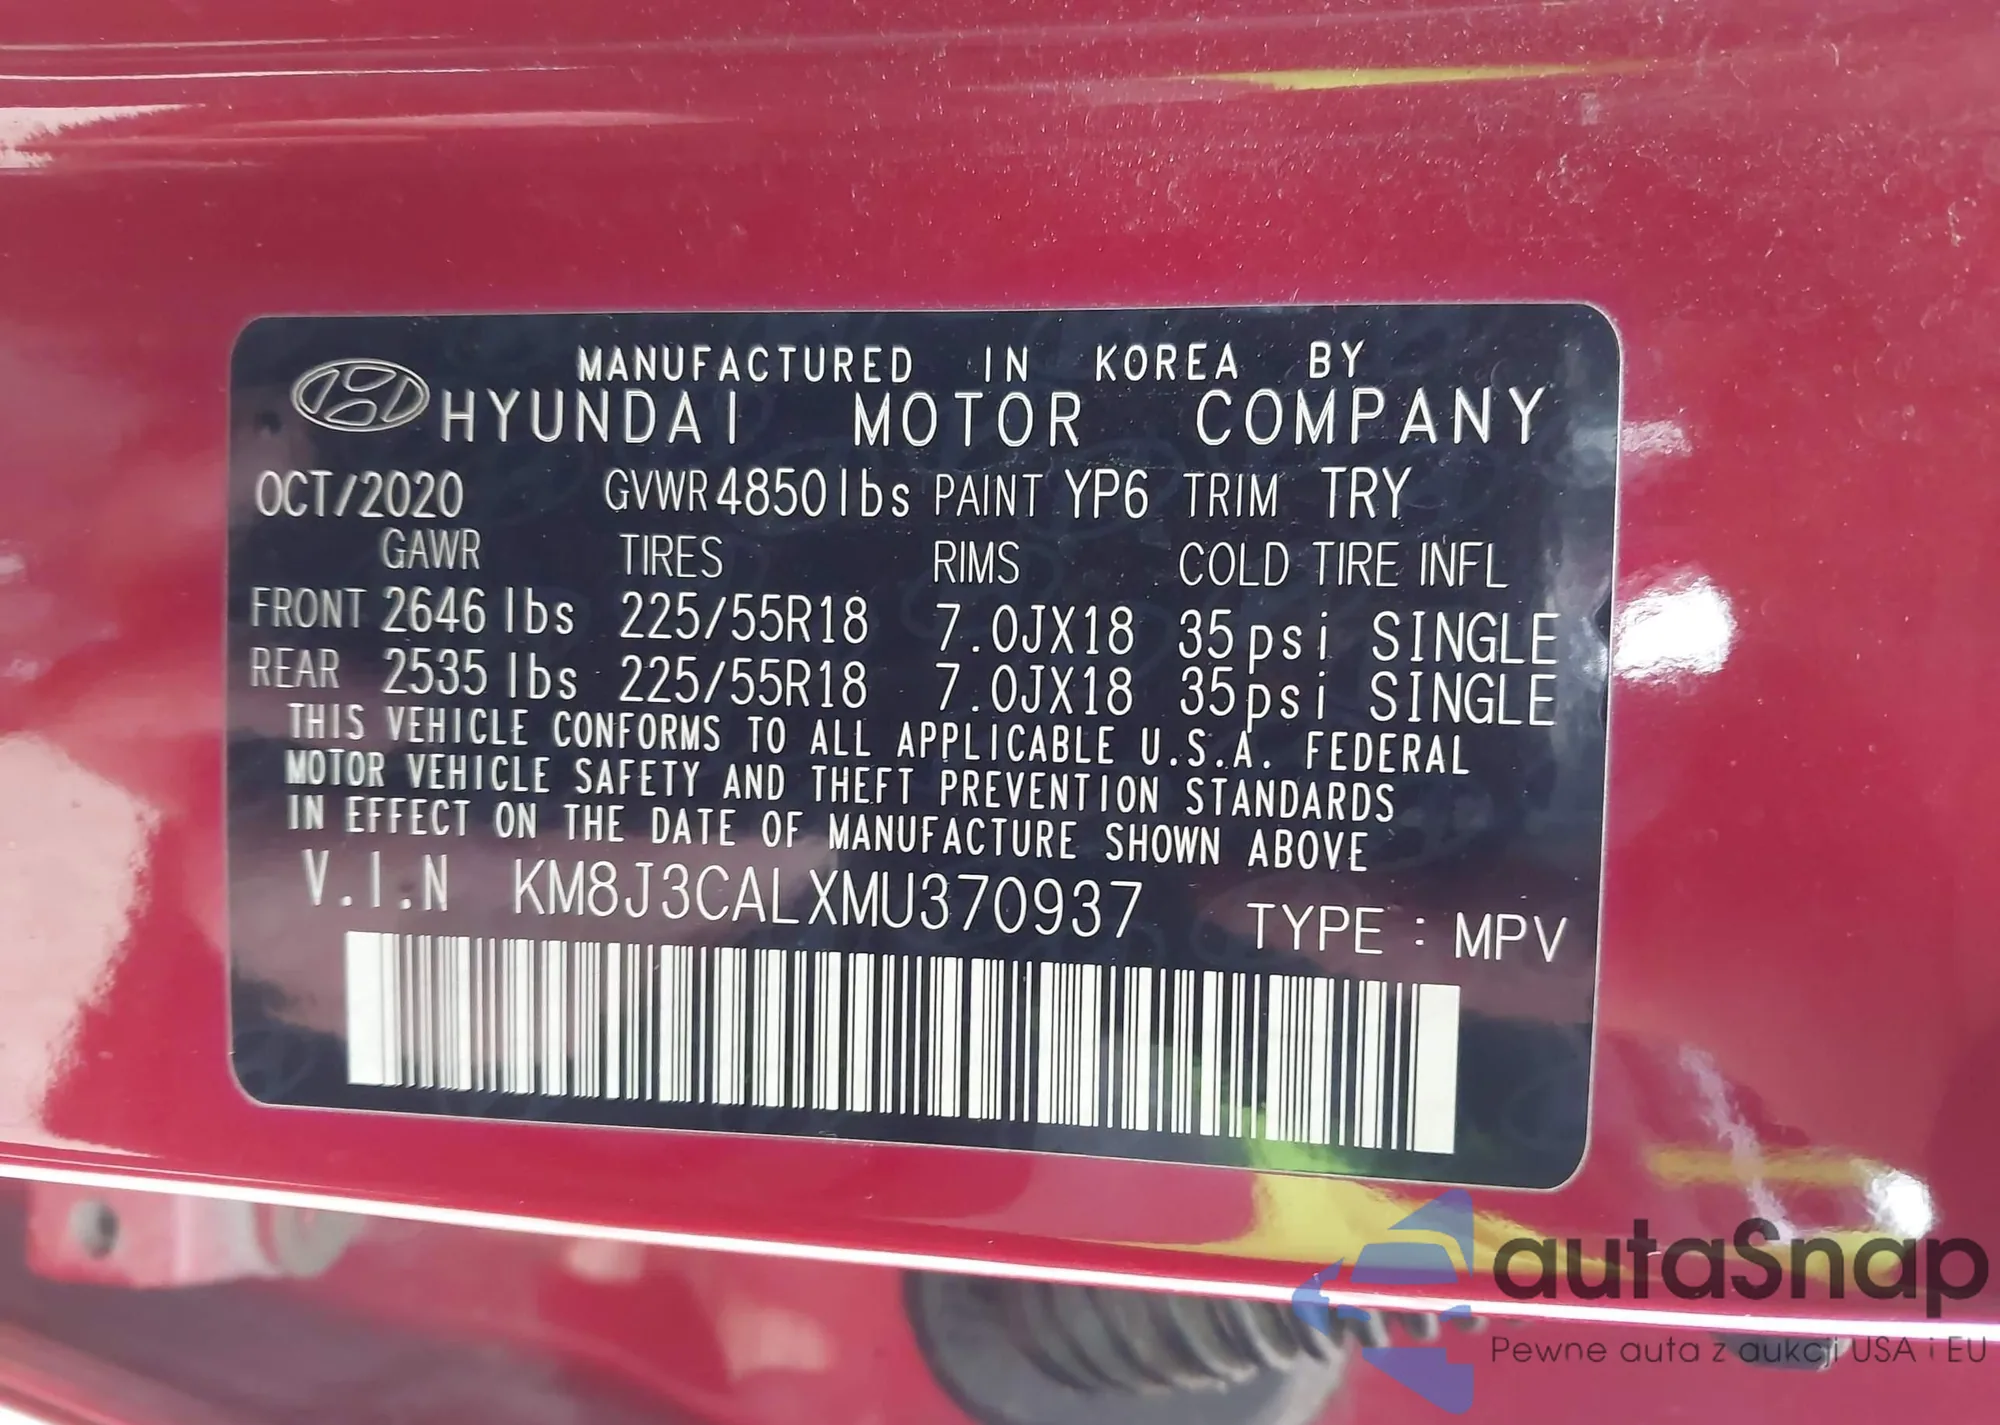 MANUFACTURED IN KOREA BY
HYUNDAI MOTOR COMPANY
OCT/2020 GVWR 4850lbs PAINT YP6 TRIM TRY
GAWR TIRES RIMS COLD TIRE INFL
FRONT 2646 lbs 225/55R18 7.0JX18 35psi SINGLE
REAR 2535 lbs 225/55R18 7.0JX18 35psi SINGLE
THIS VEHICLE CONFORMS TO ALL APPLICABLE U.S.A. FEDERAL
MOTOR VEHICLE SAFETY AND THEFT PREVENTION STANDARDS
IN EFFECT ON THE DATE OF MANUFACTURE SHOWN ABOVE
V.I.N KM8J3CALXMU370937 TYPE : MPV
autaSnap
Pewne auta z aukcji USA i EU